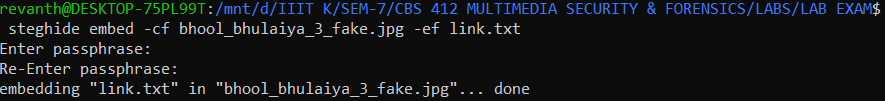 revanth@DESKTOP-75PL99T:/mnt/d/IIIT K/SEM-7/CBS 412 MULTIMEDIA SECURITY & FORENSICS/LABS/LAB EXAM$
steghide embed -cf bhool_bhulaiya_3_fake.jpg -ef link.txt
Enter passphrase:
Re-Enter passphrase:
embedding "link.txt" in "bhool_bhulaiya_3_fake.jpg"... done